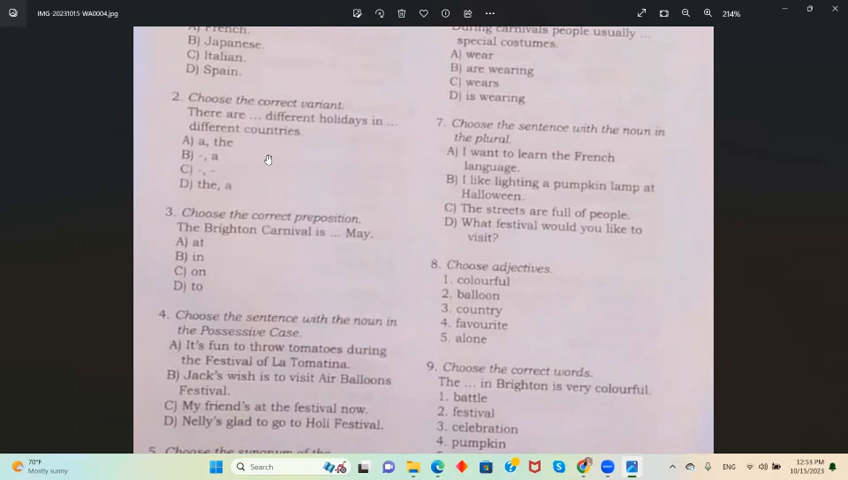 IMG-20231015-WA0004.jpg
214%
A) French.
B) Japanese.
C) Italian.
D) Spain.
2. Choose the correct variant.
There are ... different holidays in ...
different countries.
A) a, the
B) -, a
C) -, -
D) the, a
3. Choose the correct preposition.
The Brighton Carnival is ... May.
A) at
B) in
C) on
D) to
4. Choose the sentence with the noun in
the Possessive Case.
A) It's fun to throw tomatoes during
the Festival of La Tomatina.
B) Jack's wish is to visit Air Balloons
Festival.
C) My friend's at the festival now.
D) Nelly's glad to go to Holi Festival.
5. Choose the synonym of the
During carnivals people usually ...
special costumes.
A) wear
B) are wearing
C) wears
D) is wearing
7. Choose the sentence with the noun in
the plural.
A) I want to learn the French
language.
B) I like lighting a pumpkin lamp at
Halloween.
C) The streets are full of people.
D) What festival would you like to
visit?
8. Choose adjectives.
1. colourful
2. balloon
3. country
4. favourite
5. alone
9. Choose the correct words.
The ... in Brighton is very colourful.
1. battle
2. festival
3. celebration
4. pumpkin
70°F
Mostly sunny
Search
ENG
12:53 PM
10/15/2023